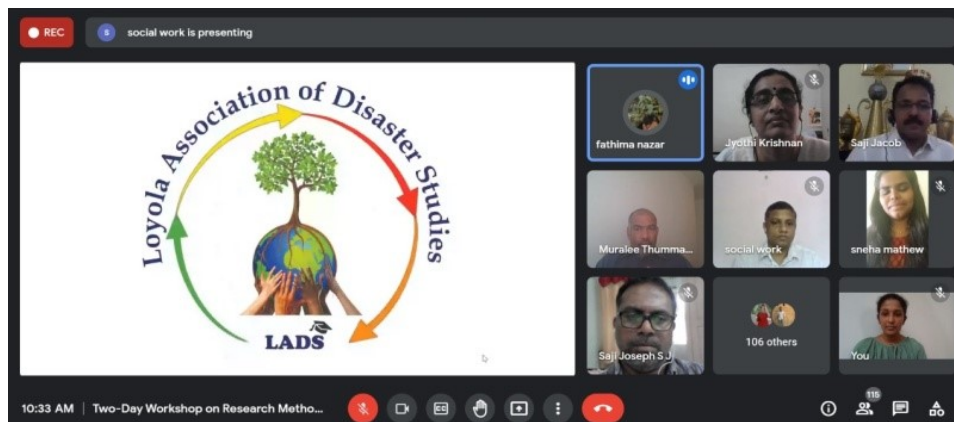 REC
S social work is presenting
Loyola Association of Disaster Studies
LADS
fathima nazar
Jyothi Krishnan
Saji Jacob
Muralee Thumma...
social work
sneha mathew
Saji Joseph S J
106 others
You
10:33 AM | Two-Day Workshop on Research Metho...
CC
115